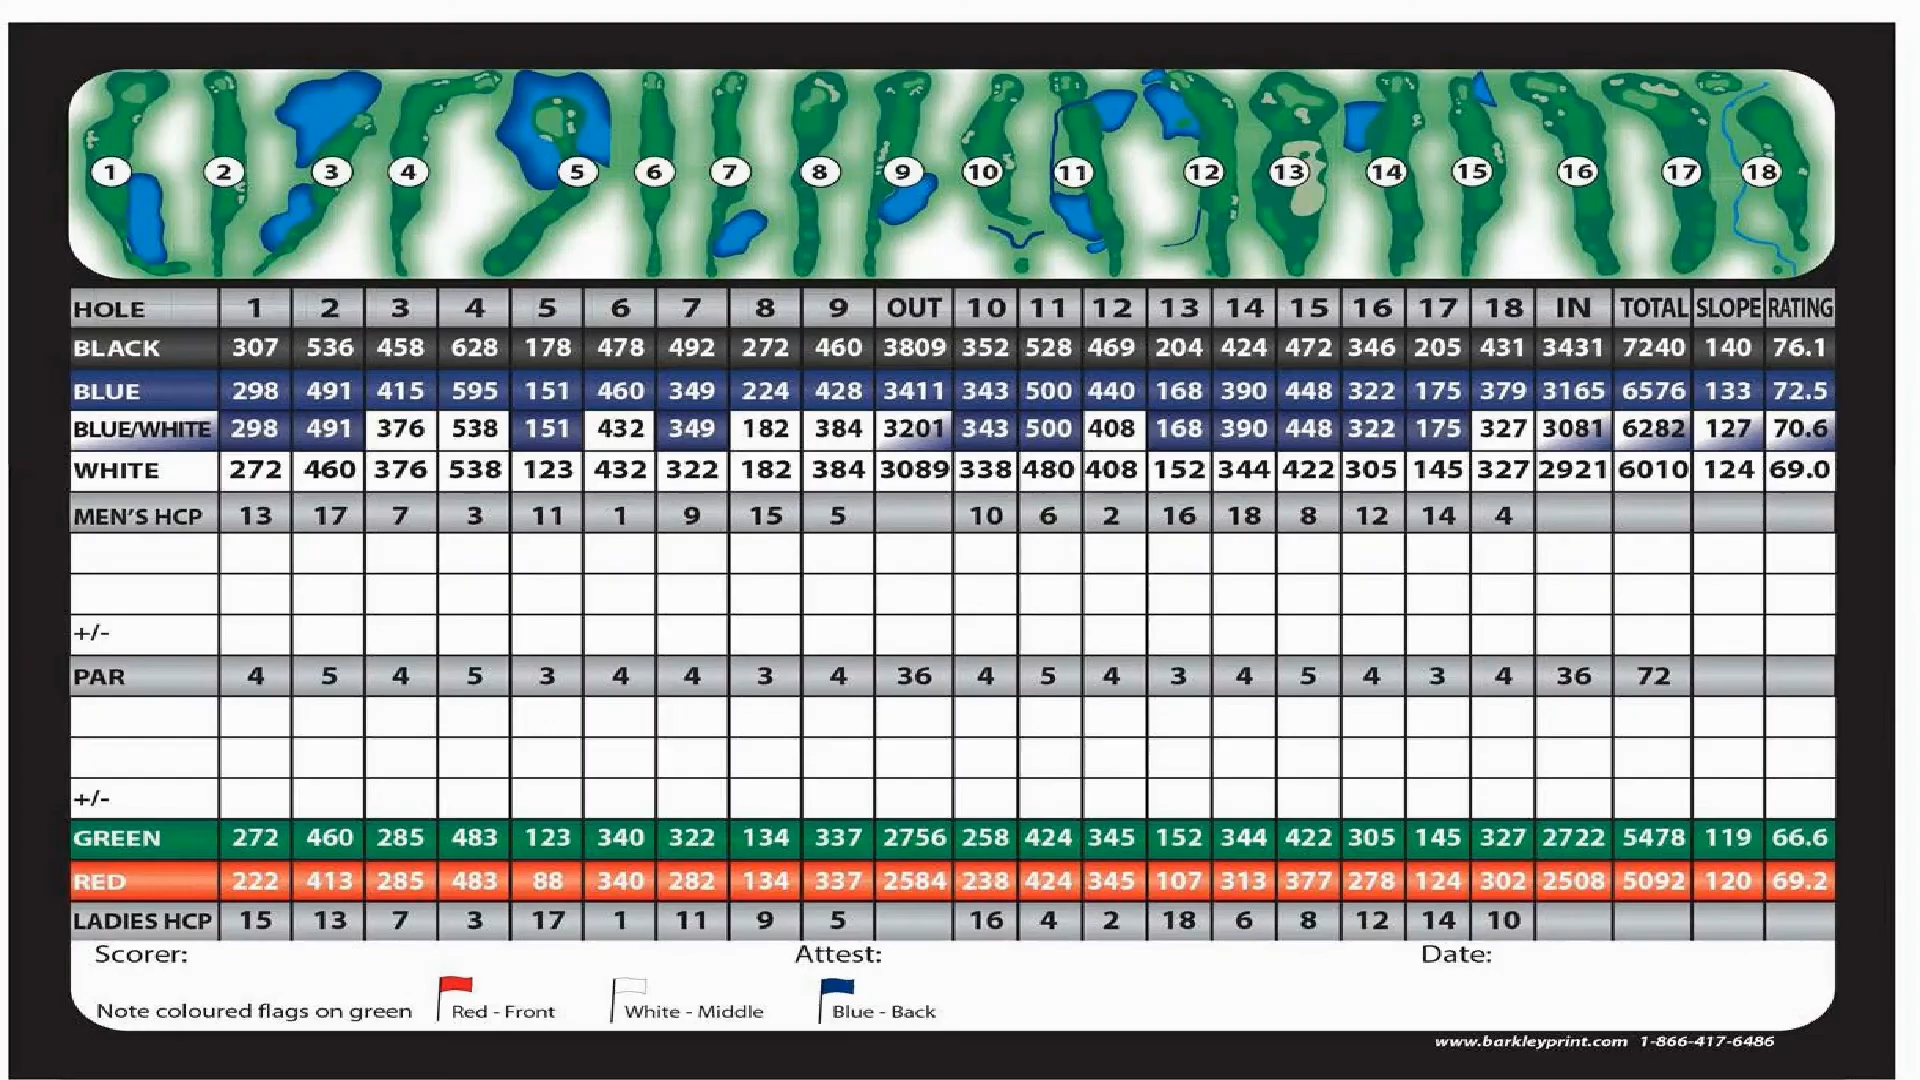 1 2 3 4 5 6 7 8 9 10 11 12 13 14 15 16 17 18
HOLE 1 2 3 4 5 6 7 8 9 OUT 10 11 12 13 14 15 16 17 18 IN TOTAL SLOPE RATING
BLACK 307 536 458 628 178 478 492 272 460 3809 352 528 469 204 424 472 346 205 431 3431 7240 140 76.1
BLUE 298 491 415 595 151 460 349 224 428 3411 343 500 440 168 390 448 322 175 379 3165 6576 133 72.5
BLUE/WHITE 298 491 376 538 151 432 349 182 384 3201 343 500 408 168 390 448 322 175 327 3081 6282 127 70.6
WHITE 272 460 376 538 123 432 322 182 384 3089 338 480 408 152 344 422 305 145 327 2921 6010 124 69.0
MEN'S HCP 13 17 7 3 11 1 9 15 5 10 6 2 16 18 8 12 14 4
+/-
PAR 4 5 4 5 3 4 4 3 4 36 4 5 4 3 4 5 4 3 4 36 72
+/-
GREEN 272 460 285 483 123 340 322 134 337 2756 258 424 345 152 344 422 305 145 327 2722 5478 119 66.6
RED 222 413 285 483 88 340 282 134 337 2584 238 424 345 107 313 377 278 124 302 2508 5092 120 69.2
LADIES HCP 15 13 7 3 17 1 11 9 5 16 4 2 18 6 8 12 14 10
Scorer: Attest: Date:
Note coloured flags on green Red - Front White - Middle Blue - Back
www.barkleyprint.com 1-866-417-6486